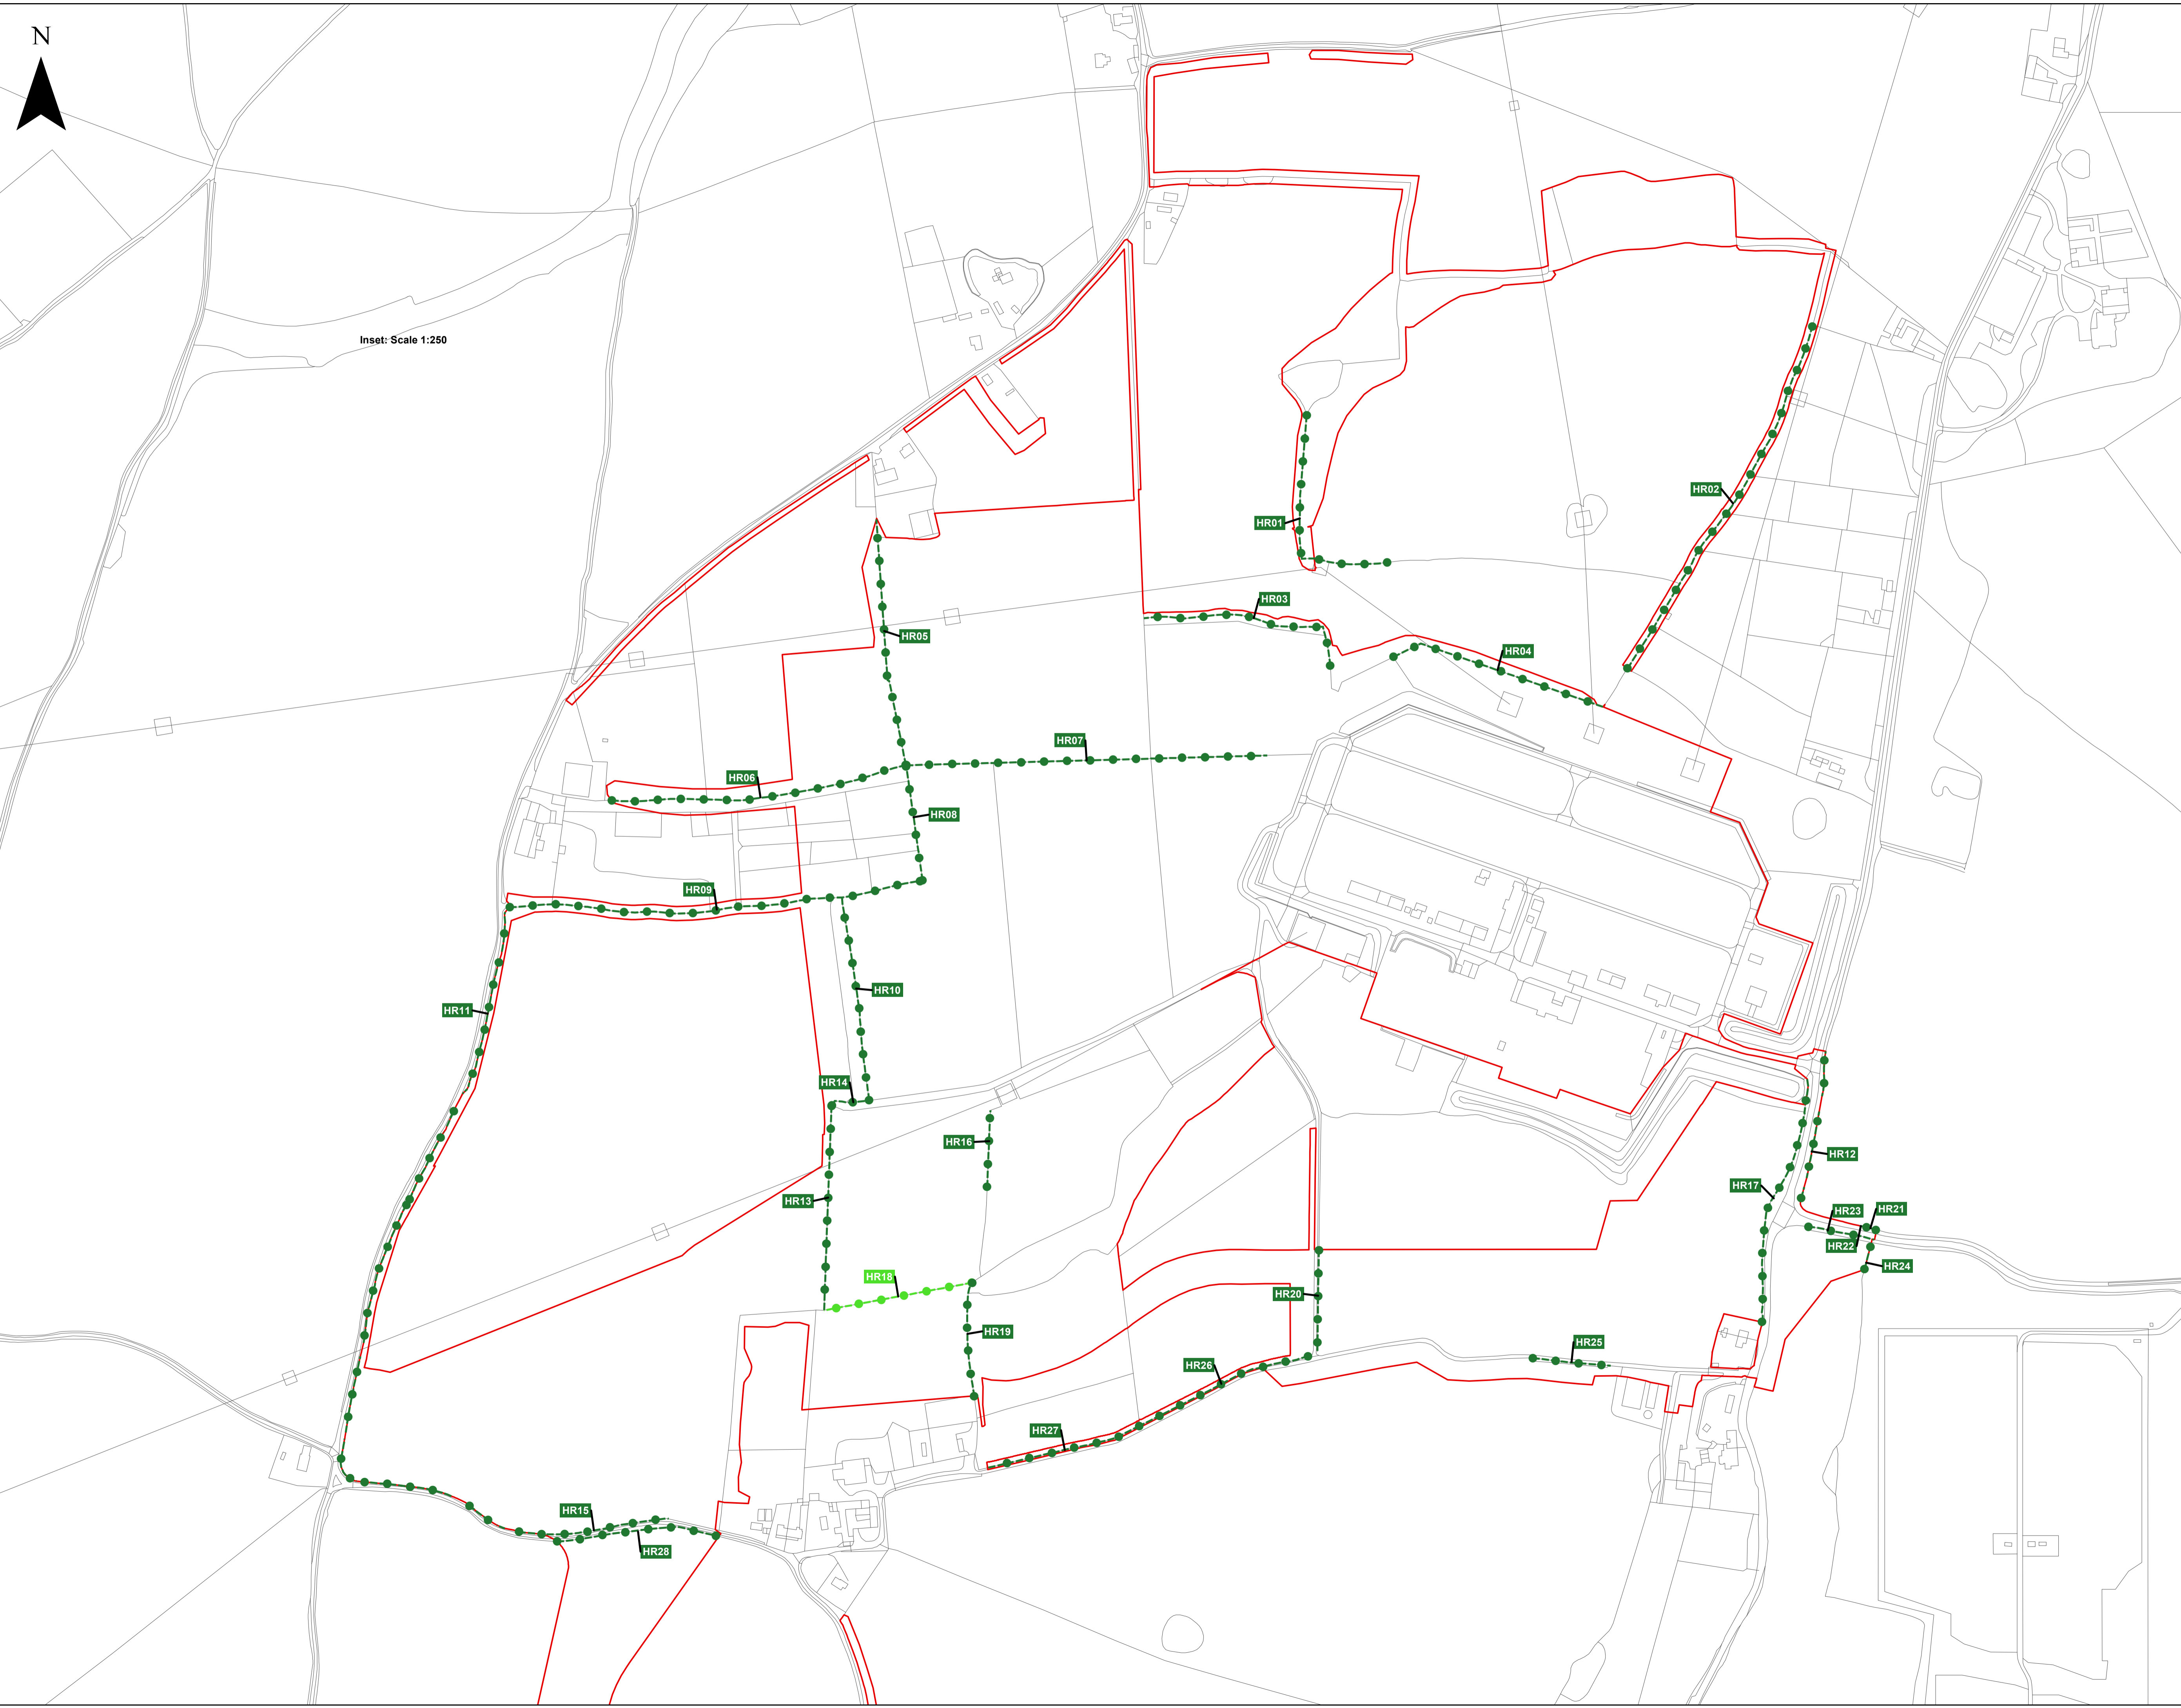 N
Inset: Scale 1:250
HR02
HR01
HR03
HR05
HR04
HR07
HR06
HR08
HR09
HR10
HR11
HR14
HR16
HR12
HR17
HR13
HR23
HR21
HR22
HR24
HR18
HR20
HR19
HR25
HR26
HR27
HR15
HR28